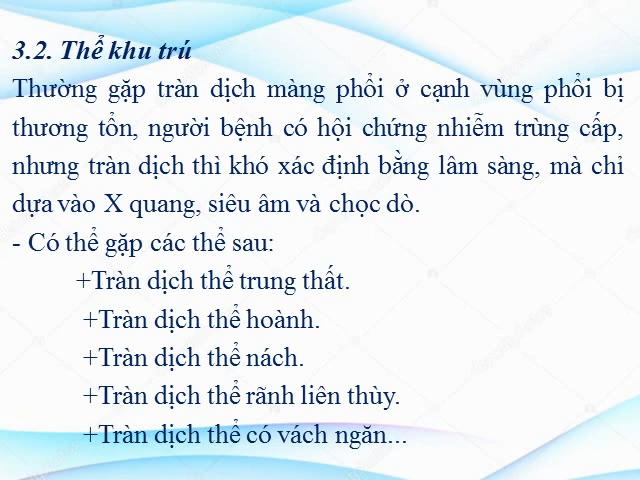 3.2. Thể khu trú
Thường gặp tràn dịch màng phổi ở cạnh vùng phổi bị
thương tổn, người bệnh có hội chứng nhiễm trùng cấp,
nhưng tràn dịch thì khó xác định bằng lâm sàng, mà chỉ
dựa vào X quang, siêu âm và chọc dò.
- Có thể gặp các thể sau:
+Tràn dịch thể trung thất.
+Tràn dịch thể hoành.
+Tràn dịch thể nách.
+Tràn dịch thể rãnh liên thùy.
+Tràn dịch thể có vách ngăn...